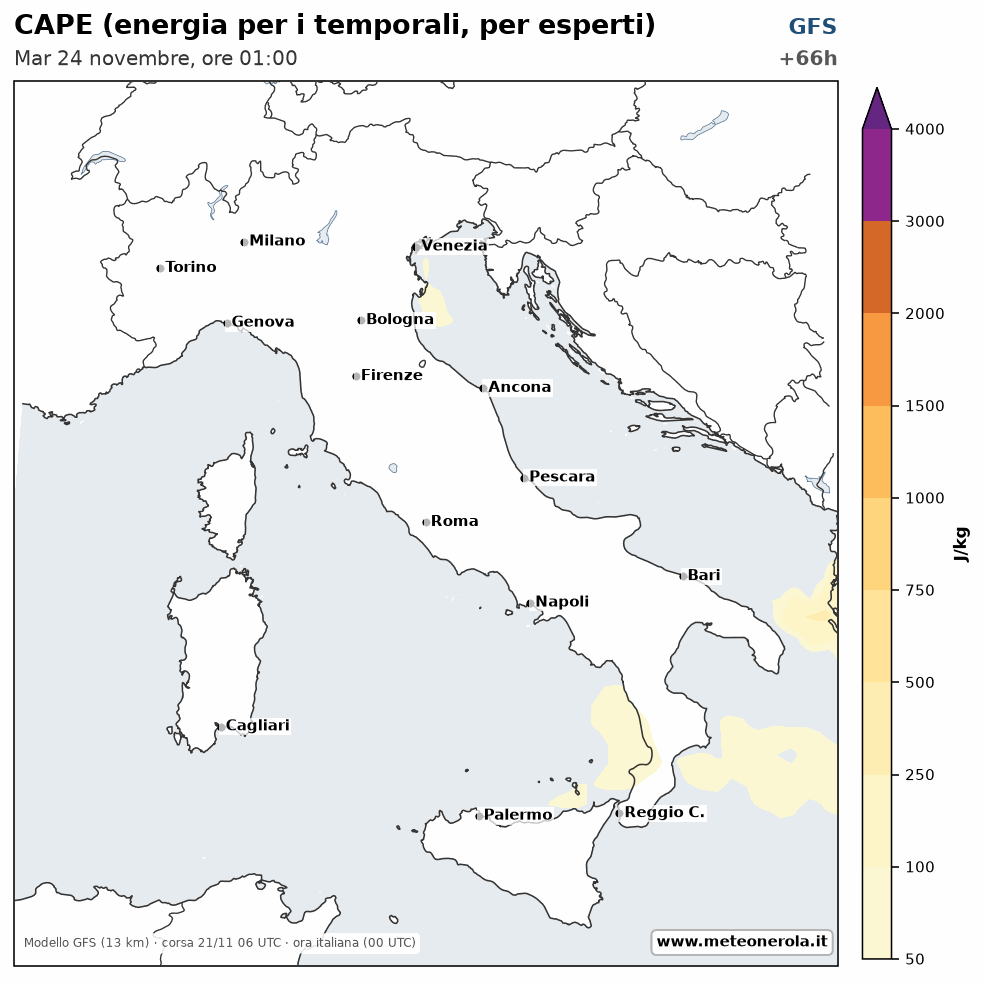 CAPE (energia per i temporali, per esperti)
GFS
Mar 24 novembre, ore 01:00
+66h
4000
3000
2000
1500
1000
750
500
250
100
50
J/kg
Milano
Venezia
Torino
Genova
Bologna
Firenze
Ancona
Pescara
Roma
Bari
Napoli
Cagliari
Palermo
Reggio C.
Modello GFS (13 km) · corsa 21/11 06 UTC · ora italiana (00 UTC)
www.meteonerola.it